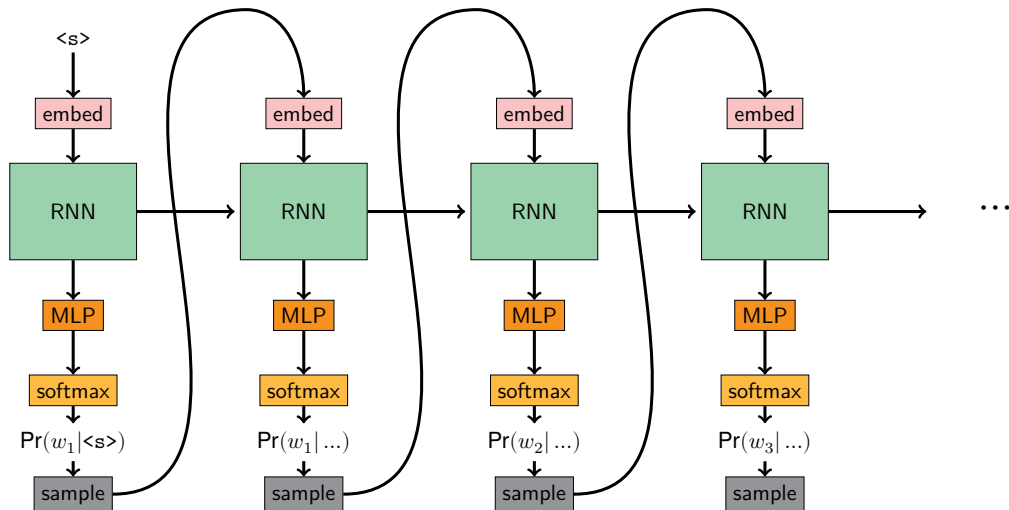 <s>
embed embed embed embed
RNN RNN RNN RNN ...
MLP MLP MLP MLP
softmax softmax softmax softmax
Pr(w₁|<s>) Pr(w₁|...) Pr(w₂|...) Pr(w₃|...)
sample sample sample sample